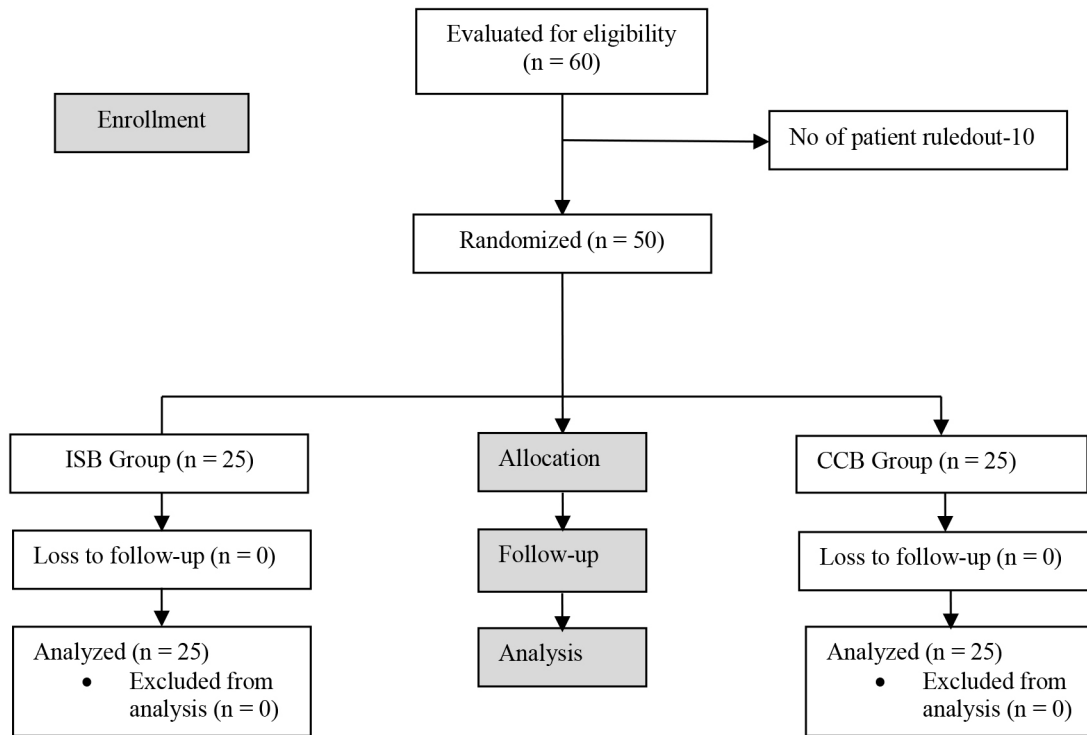 Evaluated for eligibility
(n = 60)
Enrollment
No of patient ruledout-10
Randomized (n = 50)
ISB Group (n = 25)
Allocation
CCB Group (n = 25)
Loss to follow-up (n = 0)
Follow-up
Loss to follow-up (n = 0)
Analyzed (n = 25)
• Excluded from
analysis (n = 0)
Analysis
Analyzed (n = 25)
• Excluded from
analysis (n = 0)